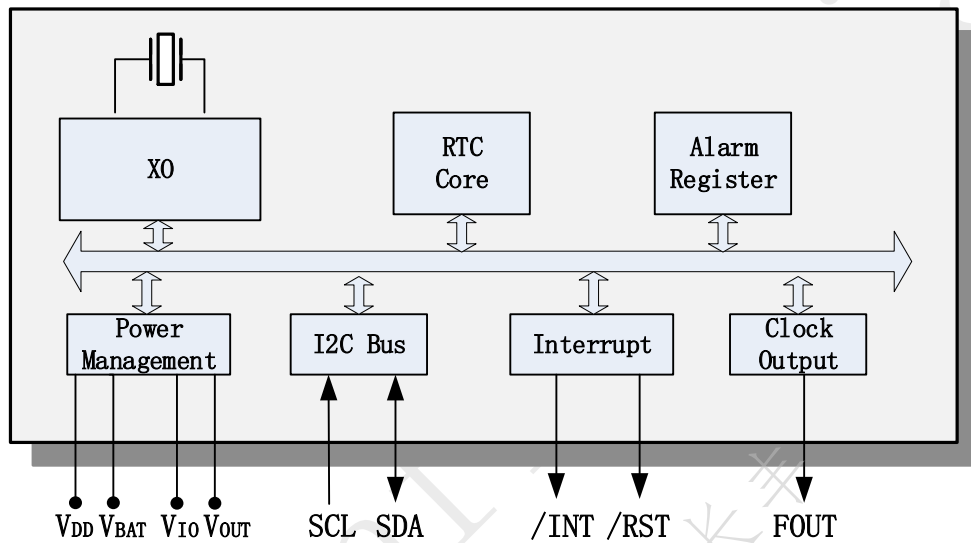 XO
RTC
Core
Alarm
Register
Power
Management
I2C Bus
Interrupt
Clock
Output
VDD VBAT VIO VOUT SCL SDA /INT /RST FOUT